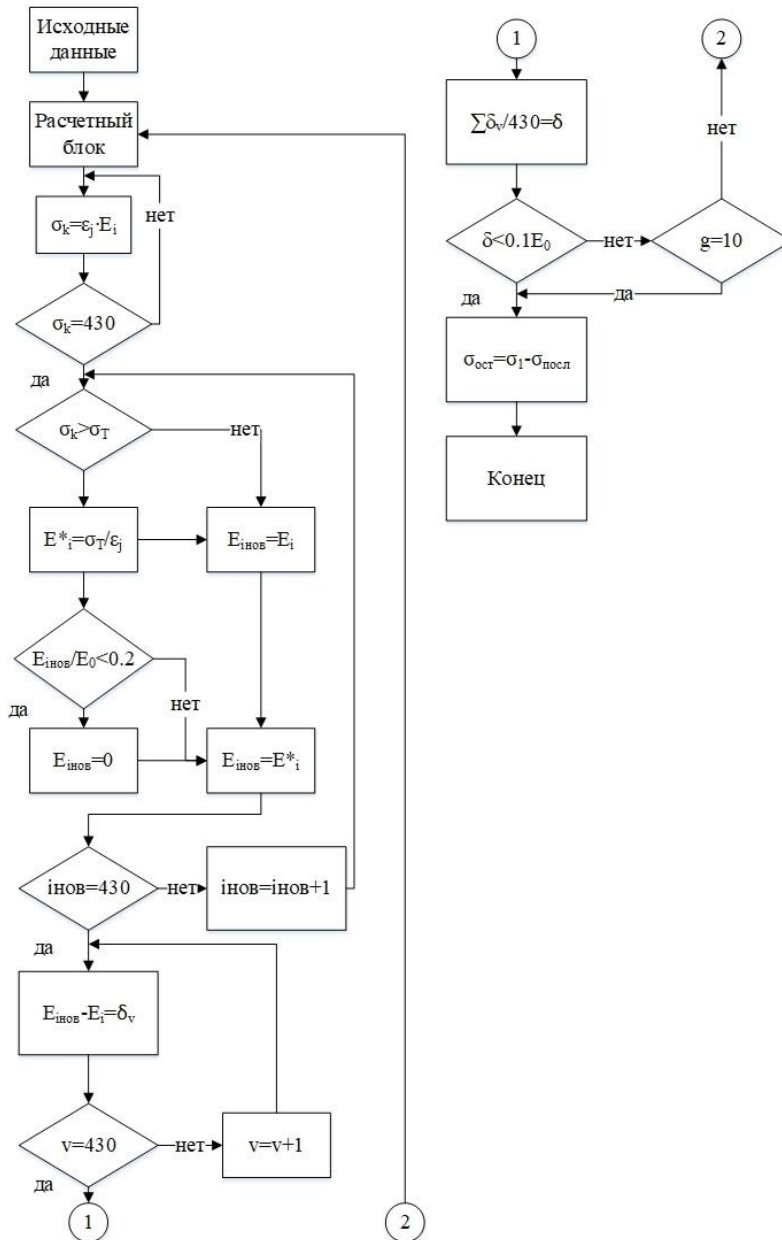 Исходные
данные
Расчетный
блок
нет
σₖ=εⱼ·Eᵢ
σₖ=430
да
σₖ>σ_T
нет
E*ᵢ=σ_T/εⱼ
Eᵢнов=Eᵢ
Eᵢнов/E₀<0.2
нет
да
Eᵢнов=0
Eᵢнов=E*ᵢ
iнов=430
нет
iнов=iнов+1
да
Eᵢнов-Eᵢ=δᵥ
v=430
нет
v=v+1
да
1
2
1
2
∑δᵥ/430=δ
нет
δ<0.1E₀
нет
g=10
да
да
σост=σ₁-σпосл
Конец